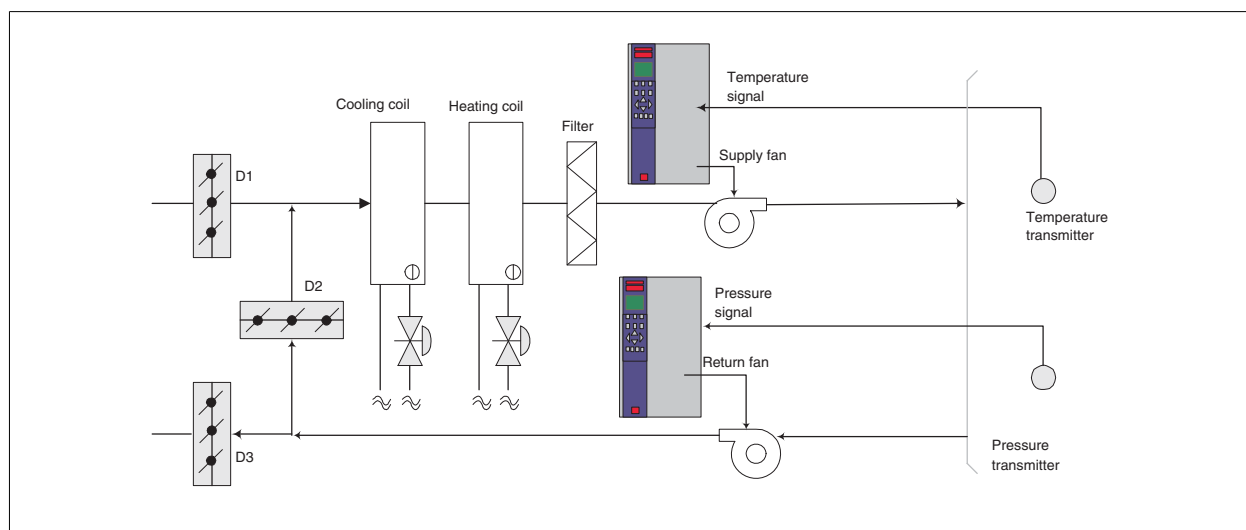 Temperature
signal
Cooling coil
Heating coil
Filter
Supply fan
D1
Temperature
transmitter
D2
Pressure
signal
Return fan
D3
Pressure
transmitter